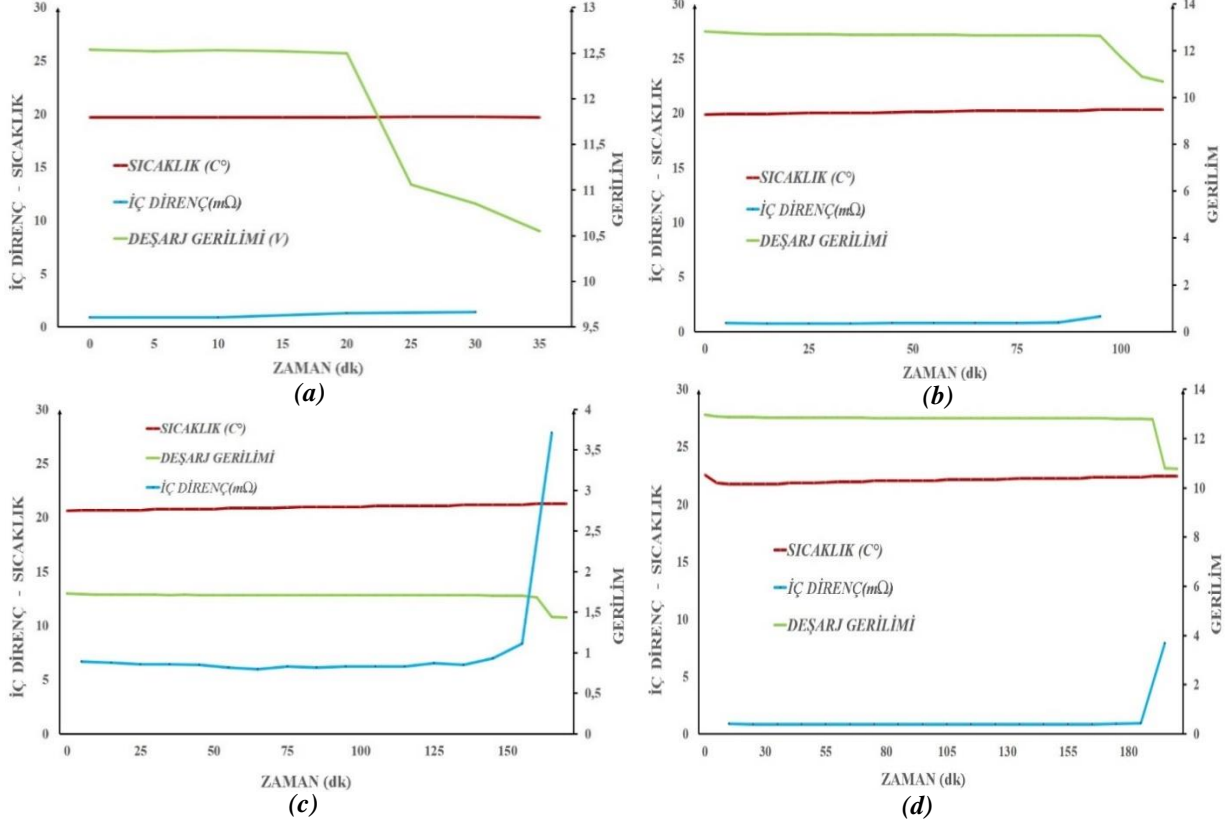 30
25
20
15
10
5
0
13
12,5
12
11,5
11
10,5
10
9,5
İÇ DİRENÇ - SICAKLIK
GERİLİM
SICAKLIK (C°)
İÇ DİRENÇ(mΩ)
DEŞARJ GERİLİMİ (V)
0 5 10 15 20 25 30 35
ZAMAN (dk)
(a)
30
25
20
15
10
5
0
14
12
10
8
6
4
2
0
İÇ DİRENÇ - SICAKLIK
GERİLİM
SICAKLIK (C°)
İÇ DİRENÇ(mΩ)
DEŞARJ GERİLİMİ
0 25 50 75 100
ZAMAN (dk)
(b)
30
25
20
15
10
5
0
4
3,5
3
2,5
2
1,5
1
0,5
0
İÇ DİRENÇ - SICAKLIK
GERİLİM
SICAKLIK (C°)
DEŞARJ GERİLİMİ
İÇ DİRENÇ(mΩ)
0 25 50 75 100 125 150
ZAMAN (dk)
(c)
30
25
20
15
10
5
0
14
12
10
8
6
4
2
0
İÇ DİRENÇ - SICAKLIK
GERİLİM
SICAKLIK (C°)
İÇ DİRENÇ(mΩ)
DEŞARJ GERİLİMİ
0 30 55 80 105 130 155 180
ZAMAN (dk)
(d)